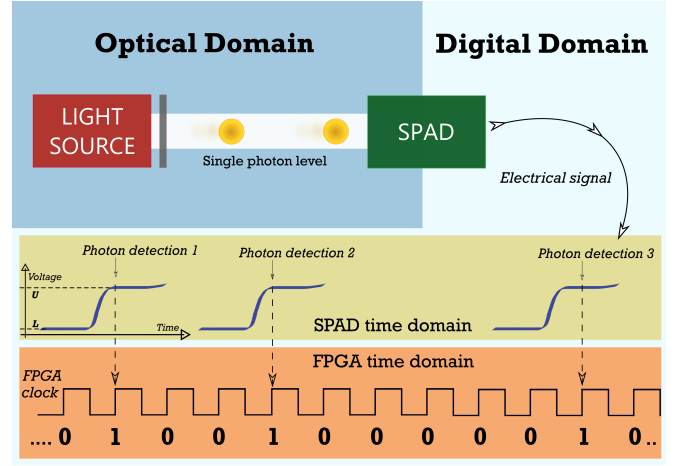 Optical Domain
Digital Domain
LIGHT
SOURCE
SPAD
Single photon level
Electrical signal
Photon detection 1
Photon detection 2
Photon detection 3
Voltage
U
L
Time
SPAD time domain
FPGA time domain
FPGA
clock
.... 0 1 0 0 1 0 0 0 0 0 1 0 ..